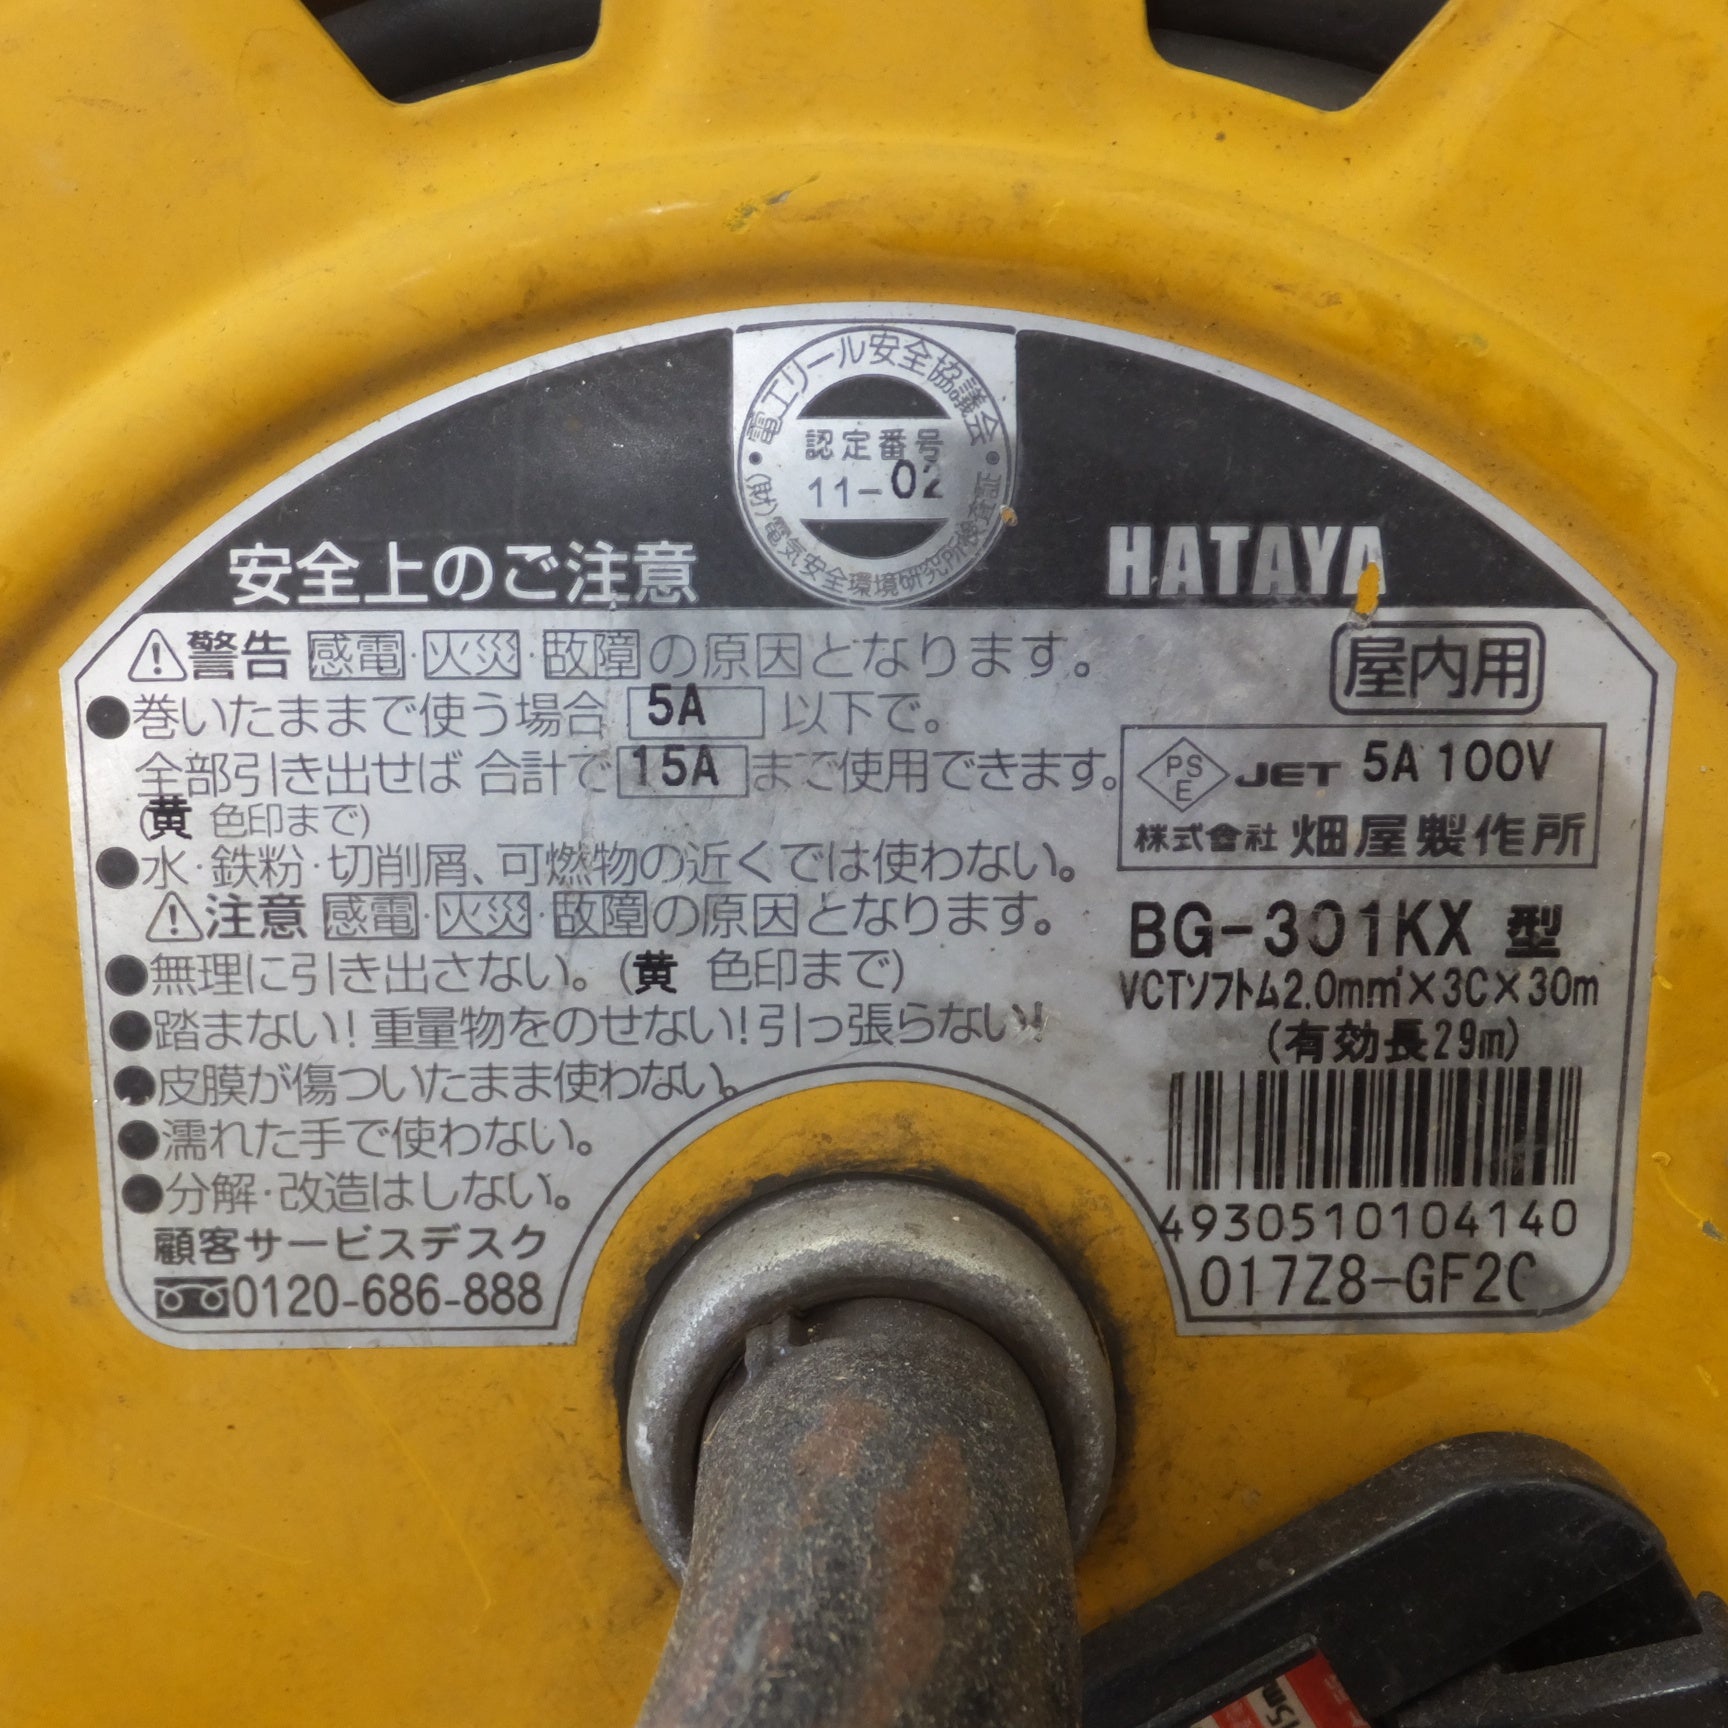 電工リール安全協議会
認定番号
11-02
(財)電気安全環境研究所検査証
安全上のご注意
HATAYA
⚠警告 感電・火災・故障の原因となります。
●巻いたままで使う場合 5A 以下で。
全部引き出せば 合計で 15A まで使用できます。
(黄 色印まで)
●水・鉄粉・切削屑、可燃物の近くでは使わない。
⚠注意 感電・火災・故障の原因となります。
●無理に引き出さない。(黄 色印まで)
●踏まない!重量物をのせない!引っ張らない!
●皮膜が傷ついたまま使わない。
●濡れた手で使わない。
●分解・改造はしない。
顧客サービスデスク
0120-686-888
屋内用
PSE JET 5A 100V
株式會社 畑屋製作所
BG-301KX 型
VCTソフトム2.0mm²×3C×30m
(有効長29m)
4930510104140
017Z8-GF2C